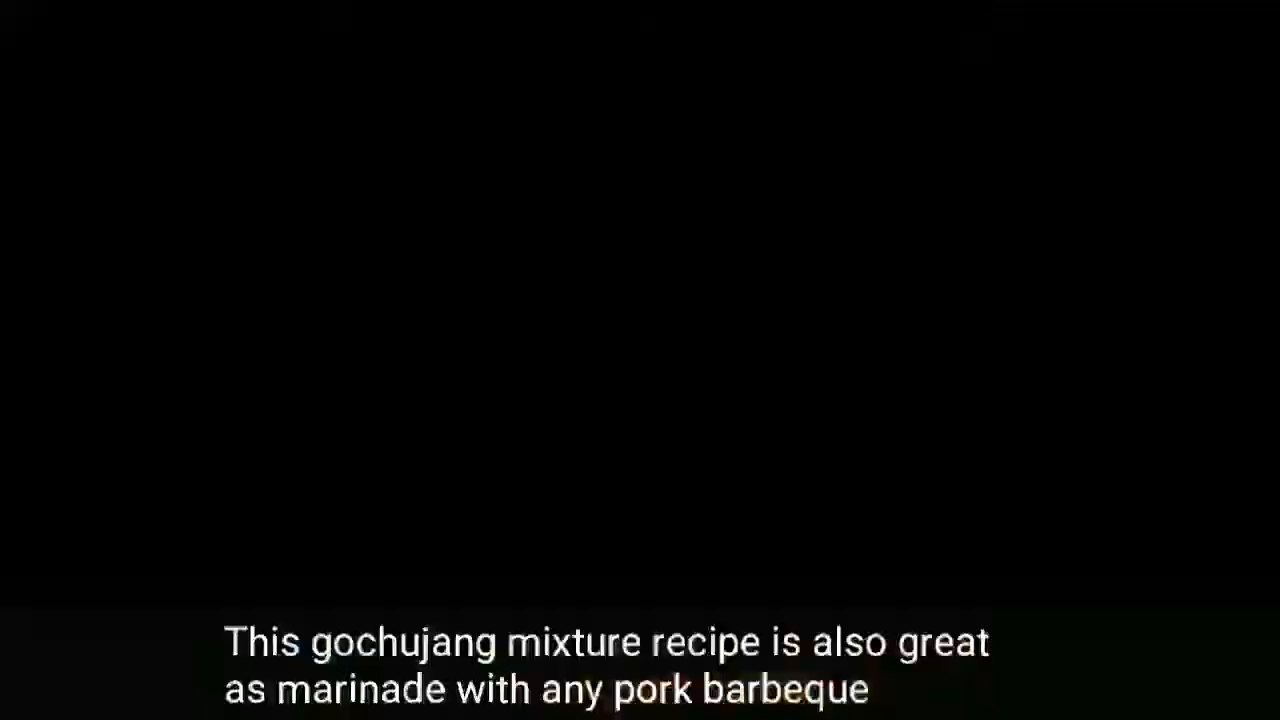 This gochujang mixture recipe is also great
as marinade with any pork barbeque